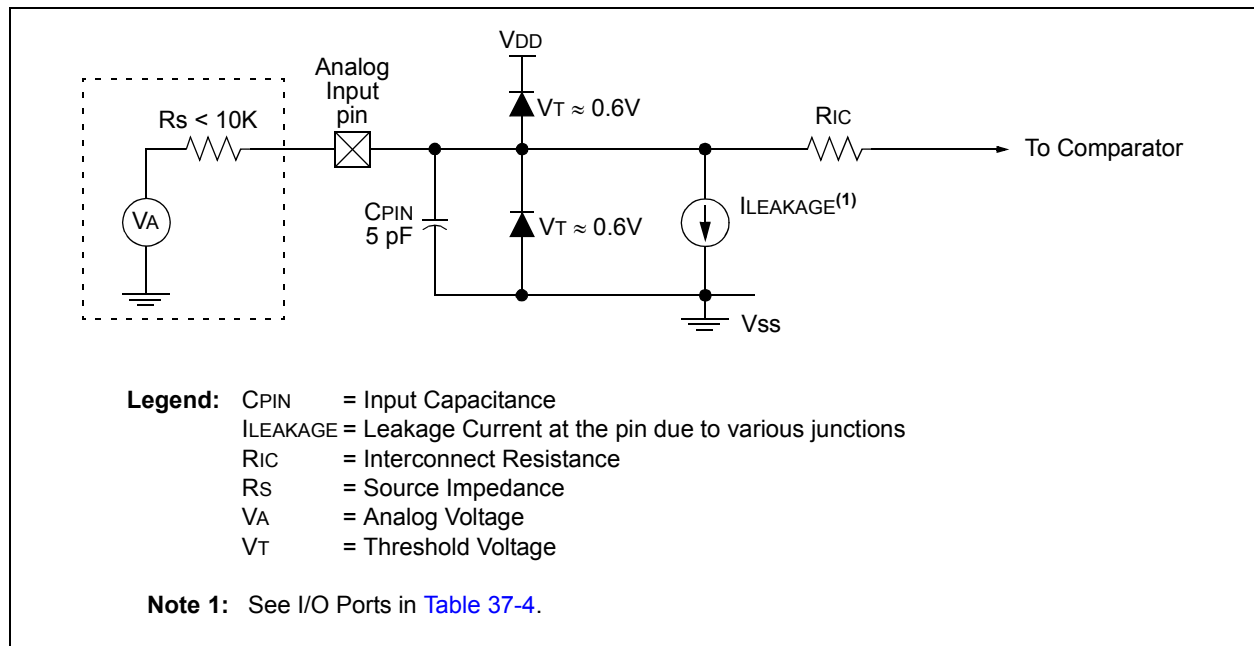 VDD
Analog
Input
pin
Rs < 10K
VT ≈ 0.6V
RIC
To Comparator
VA
CPIN
5 pF
VT ≈ 0.6V
ILEAKAGE(1)
Vss
Legend: CPIN = Input Capacitance
ILEAKAGE = Leakage Current at the pin due to various junctions
RIC = Interconnect Resistance
RS = Source Impedance
VA = Analog Voltage
VT = Threshold Voltage
Note 1: See I/O Ports in Table 37-4.